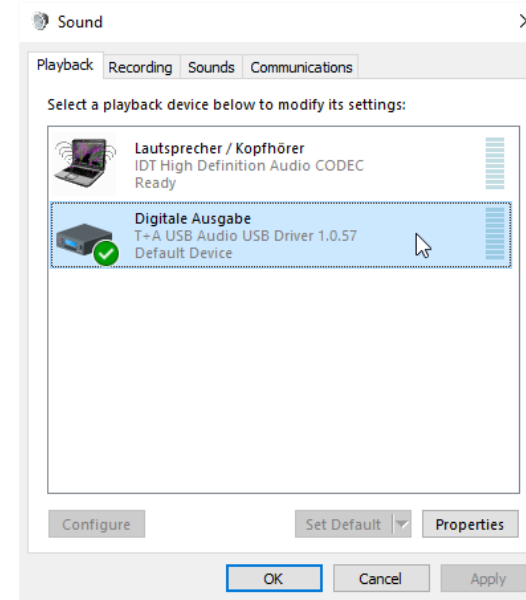 Sound
Playback Recording Sounds Communications
Select a playback device below to modify its settings:
Lautsprecher / Kopfhörer
IDT High Definition Audio CODEC
Ready
Digitale Ausgabe
T+A USB Audio USB Driver 1.0.57
Default Device
Configure Set Default Properties
OK Cancel Apply